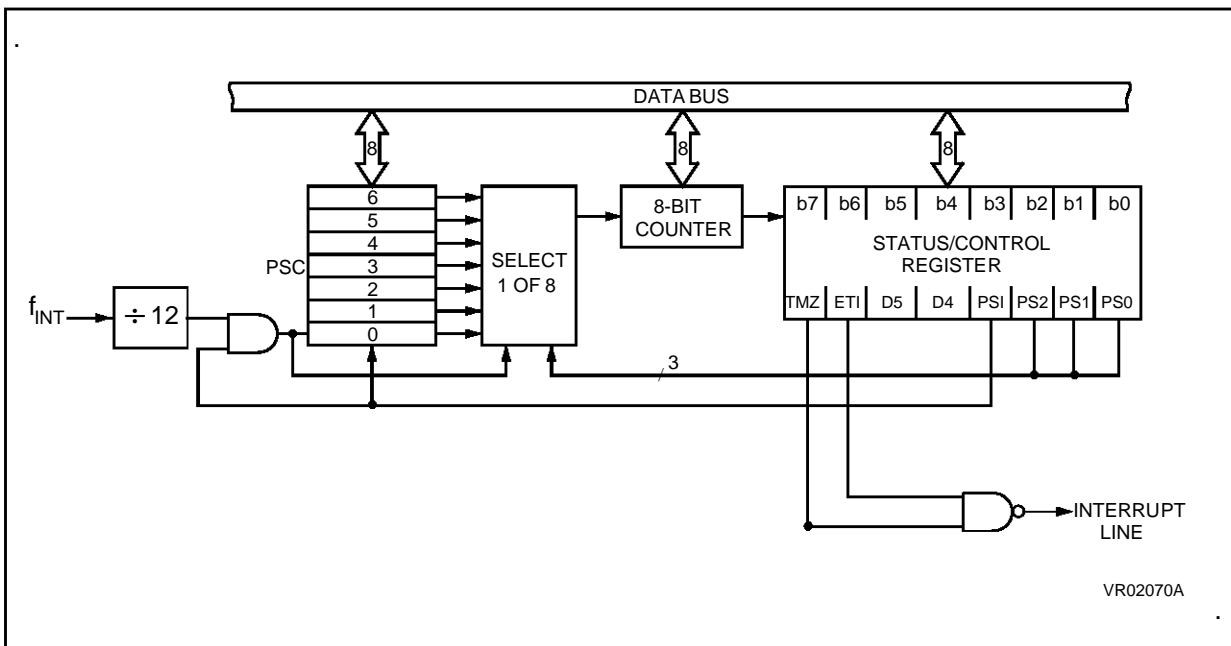 DATA BUS
8
8
8
6
5
4
3
2
1
0
PSC
SELECT
1 OF 8
8-BIT
COUNTER
b7 b6 b5 b4 b3 b2 b1 b0
STATUS/CONTROL
REGISTER
TMZ ETI D5 D4 PSI PS2 PS1 PS0
fINT
÷ 12
3
INTERRUPT
LINE
VR02070A